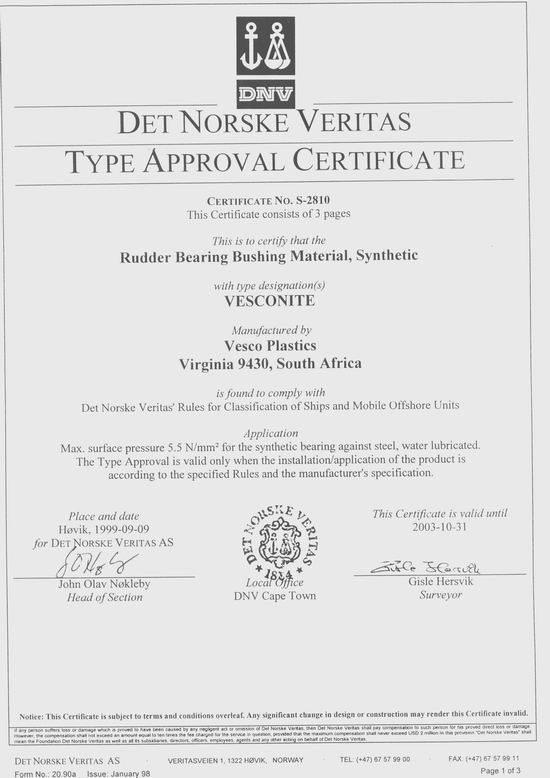 DNV
DET NORSKE VERITAS
TYPE APPROVAL CERTIFICATE
CERTIFICATE NO. S-2810
This Certificate consists of 3 pages
This is to certify that the
Rudder Bearing Bushing Material, Synthetic
with type designation(s)
VESCONITE
Manufactured by
Vesco Plastics
Virginia 9430, South Africa
is found to comply with
Det Norske Veritas' Rules for Classification of Ships and Mobile Offshore Units
Application
Max. surface pressure 5.5 N/mm² for the synthetic bearing against steel, water lubricated.
The Type Approval is valid only when the installation/application of the product is
according to the specified Rules and the manufacturer's specification.
Place and date
Høvik, 1999-09-09
for DET NORSKE VERITAS AS
John Olav Nøkleby
Head of Section
DET NORSKE VERITAS
1864
Local Office
DNV Cape Town
This Certificate is valid until
2003-10-31
Gisle Hersvik
Gisle Hersvik
Surveyor
Notice: This Certificate is subject to terms and conditions overleaf. Any significant change in design or construction may render this Certificate invalid.
If any person suffers loss or damage which is proved to have been caused by any negligent act or omission of Det Norske Veritas, then Det Norske Veritas shall pay compensation to such person for his proved direct loss or damage.
However, the compensation shall not exceed an amount equal to ten times the fee charged for the service in question, provided that the maximum compensation shall never exceed USD 2 million. In this provision "Det Norske Veritas" shall
mean the Foundation Det Norske Veritas as well as all its subsidiaries, directors, officers, employees, agents and any other acting on behalf of Det Norske Veritas.
DET NORSKE VERITAS AS · VERITASVEIEN 1, 1322 HØVIK, NORWAY · TEL: (+47) 67 57 99 00 · FAX: (+47) 67 57 99 11
Form No.: 20.90a Issue: January 98 Page 1 of 3